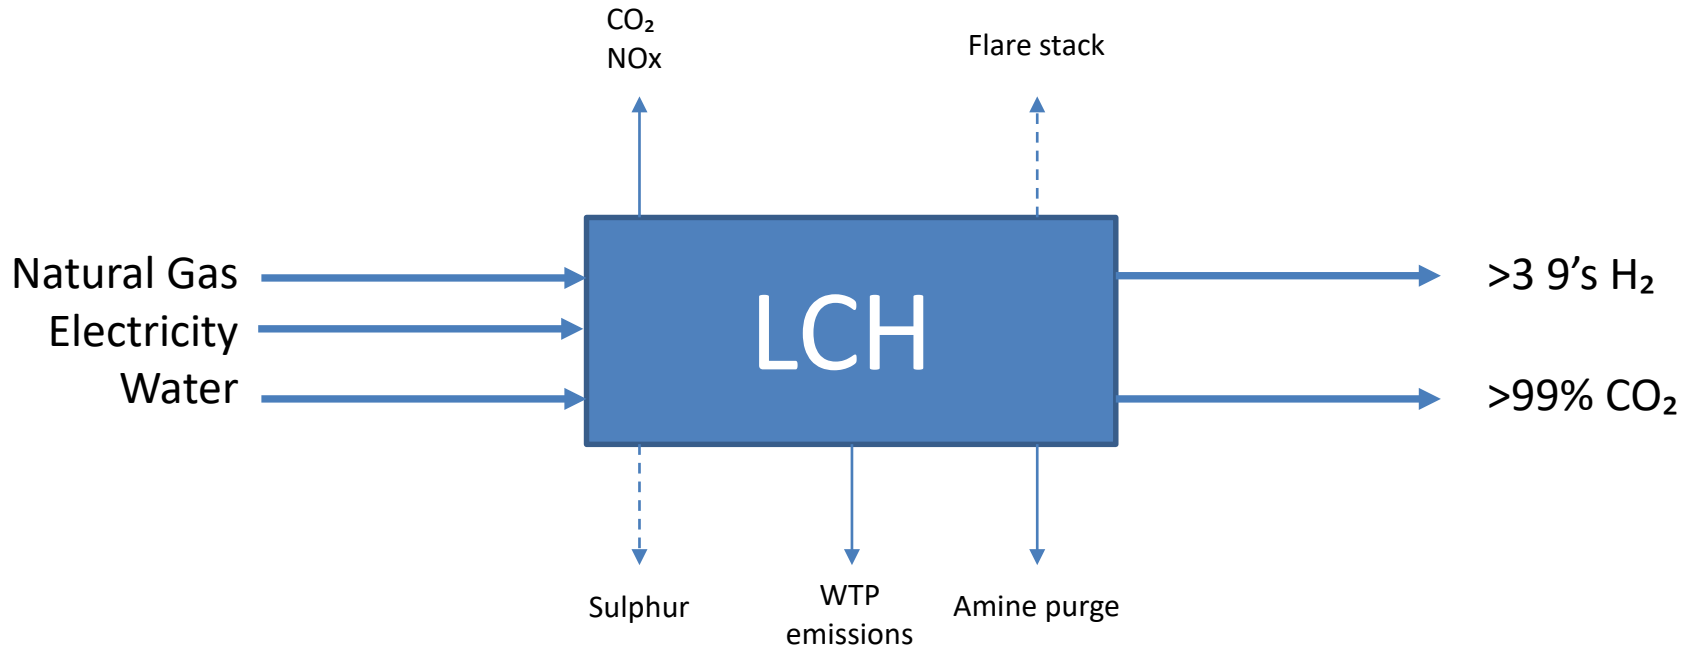 CO₂
NOx
Flare stack
Natural Gas
Electricity
Water
LCH
>3 9’s H₂
>99% CO₂
Sulphur
WTP
emissions
Amine purge